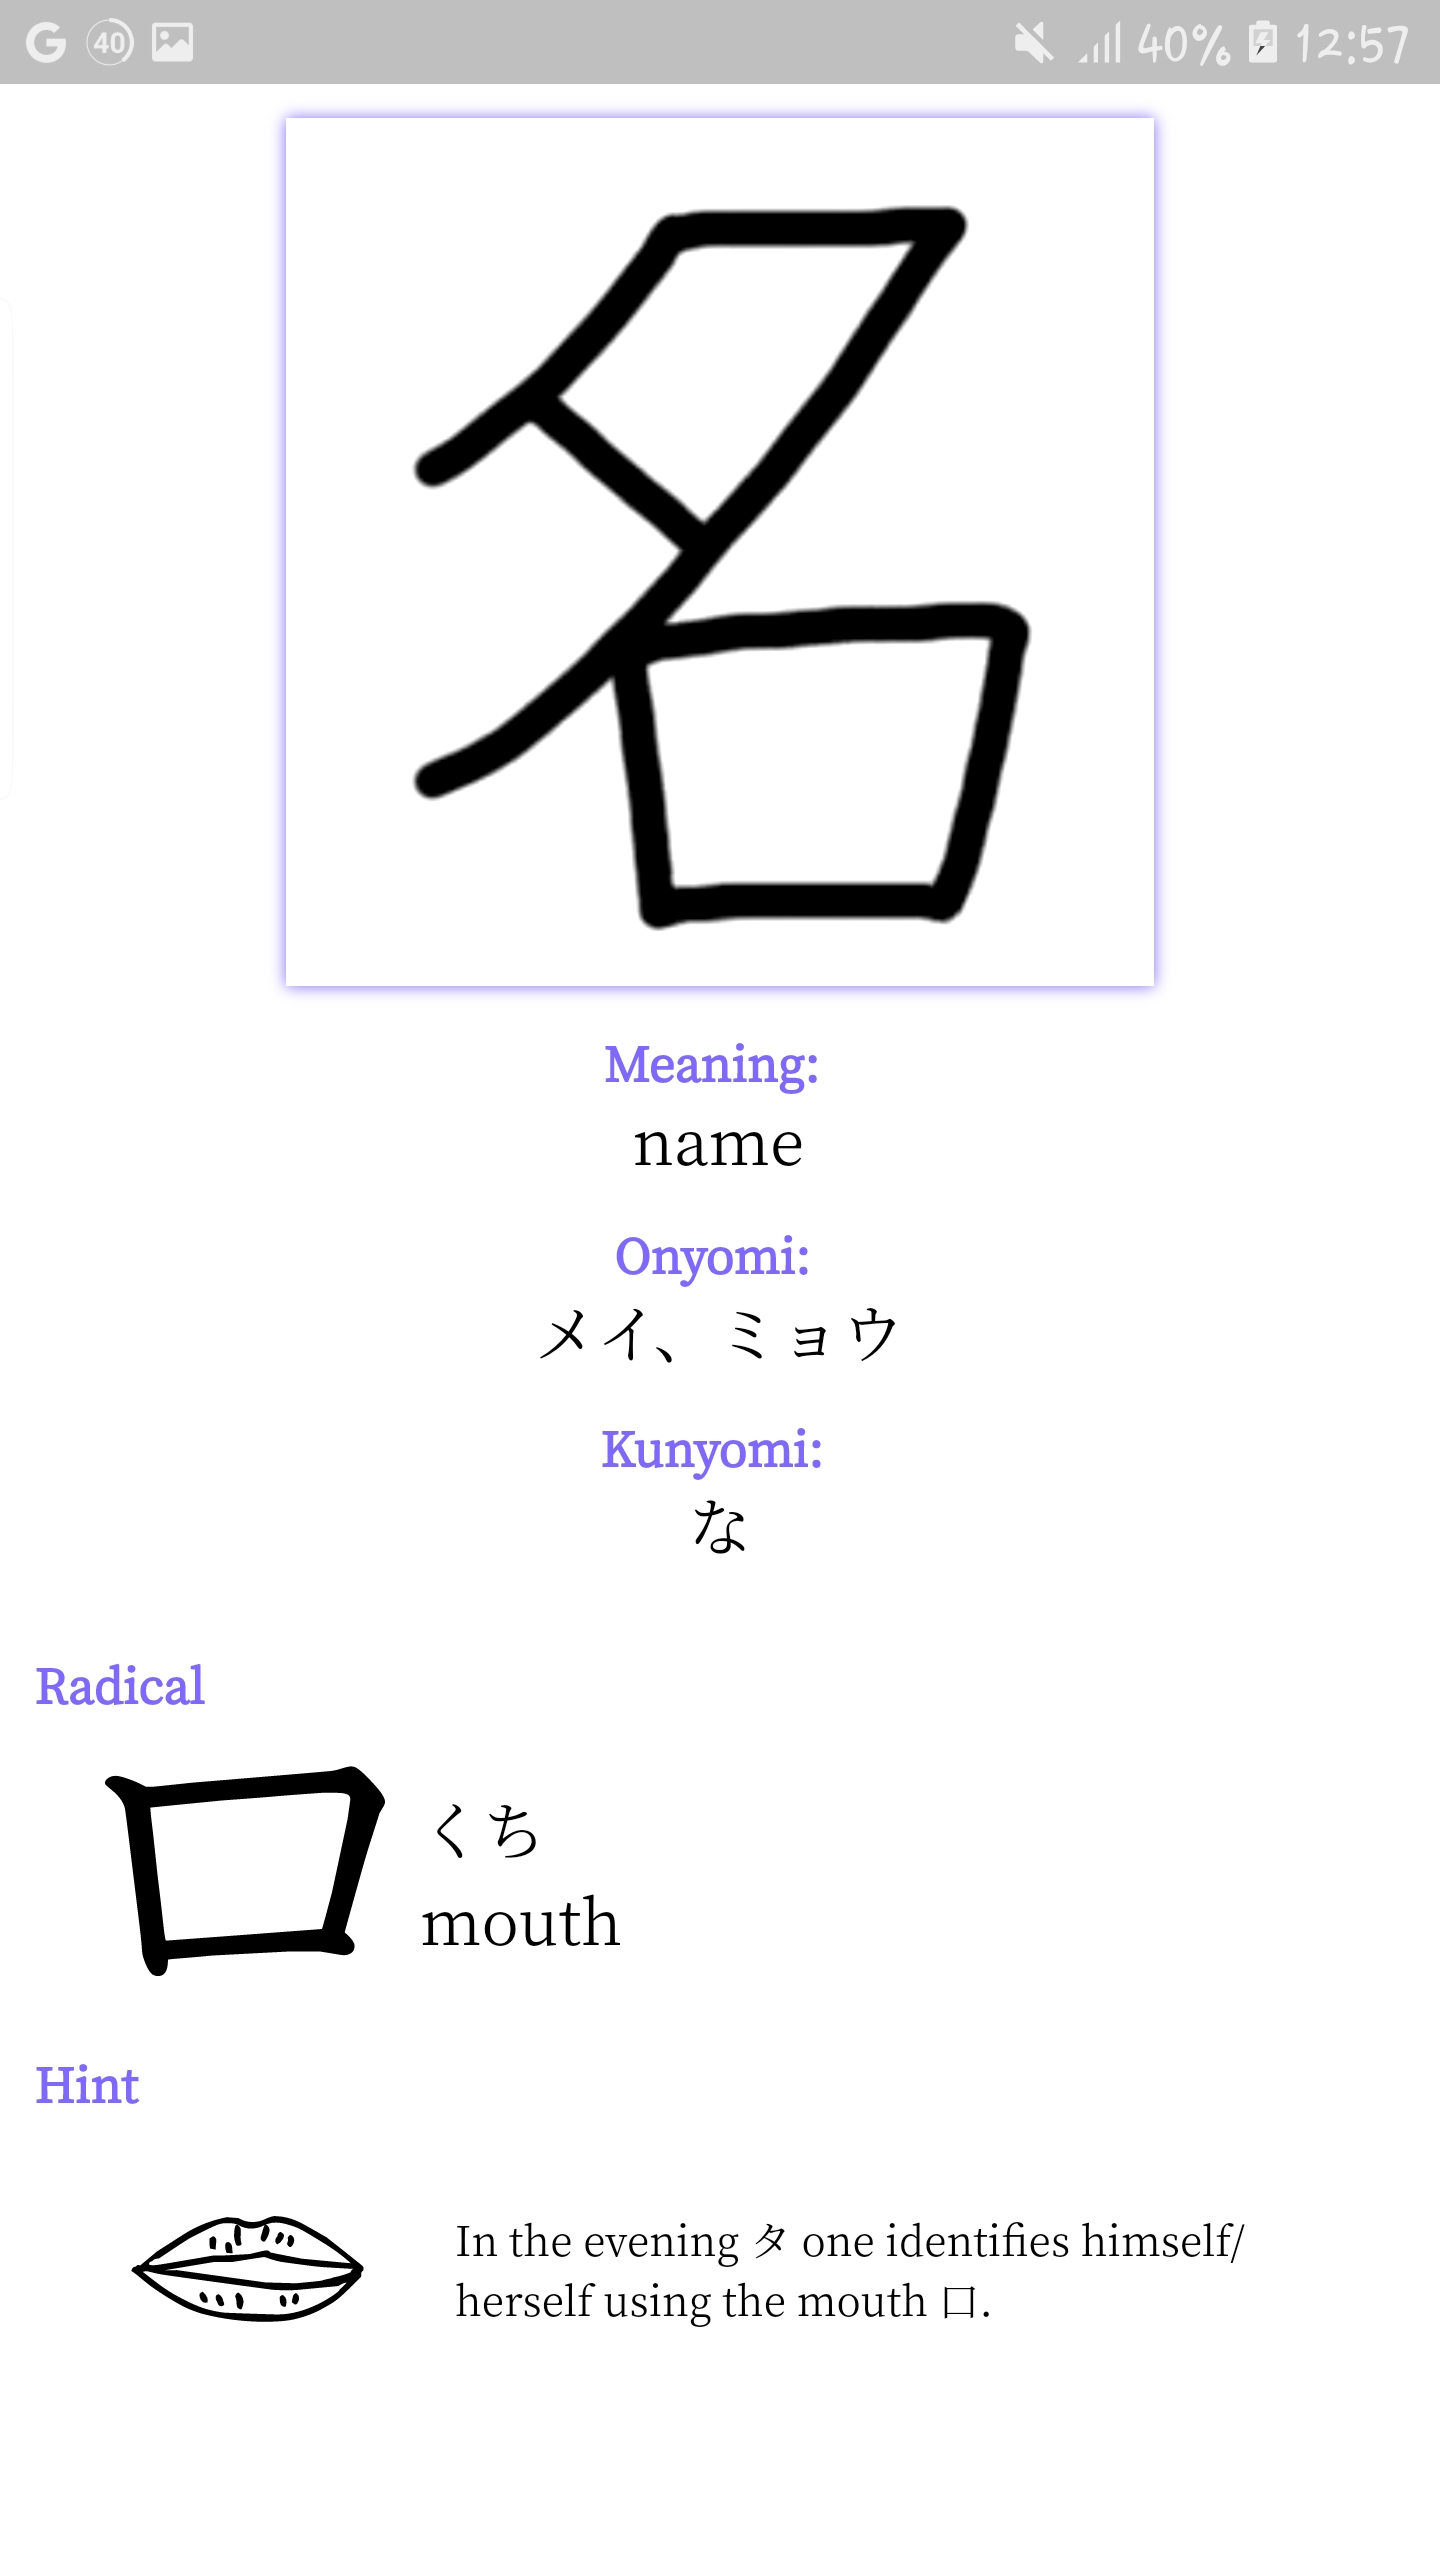 G 40 40% 12:57
名
Meaning:
name
Onyomi:
メイ、ミョウ
Kunyomi:
な
Radical
口
くち
mouth
Hint
In the evening タ one identifies himself/
herself using the mouth 口.